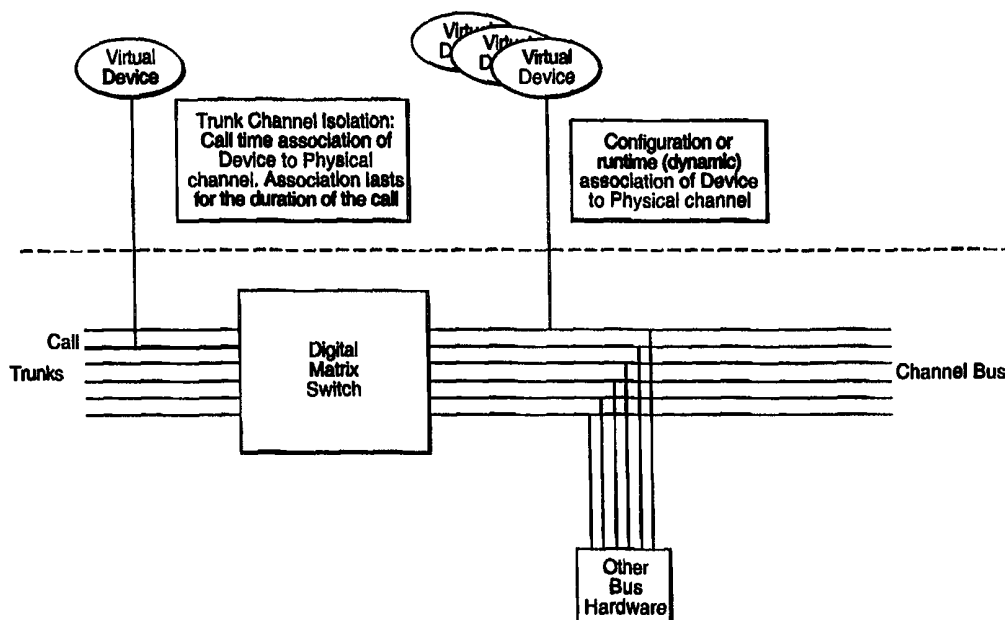 Virtual
Device
Virtu
D
Virtu
D
Virtual
Device
Trunk Channel Isolation:
Call time association of
Device to Physical
channel. Association lasts
for the duration of the call
Configuration or
runtime (dynamic)
association of Device
to Physical channel
Call
Trunks
Digital
Matrix
Switch
Channel Bus
Other
Bus
Hardware